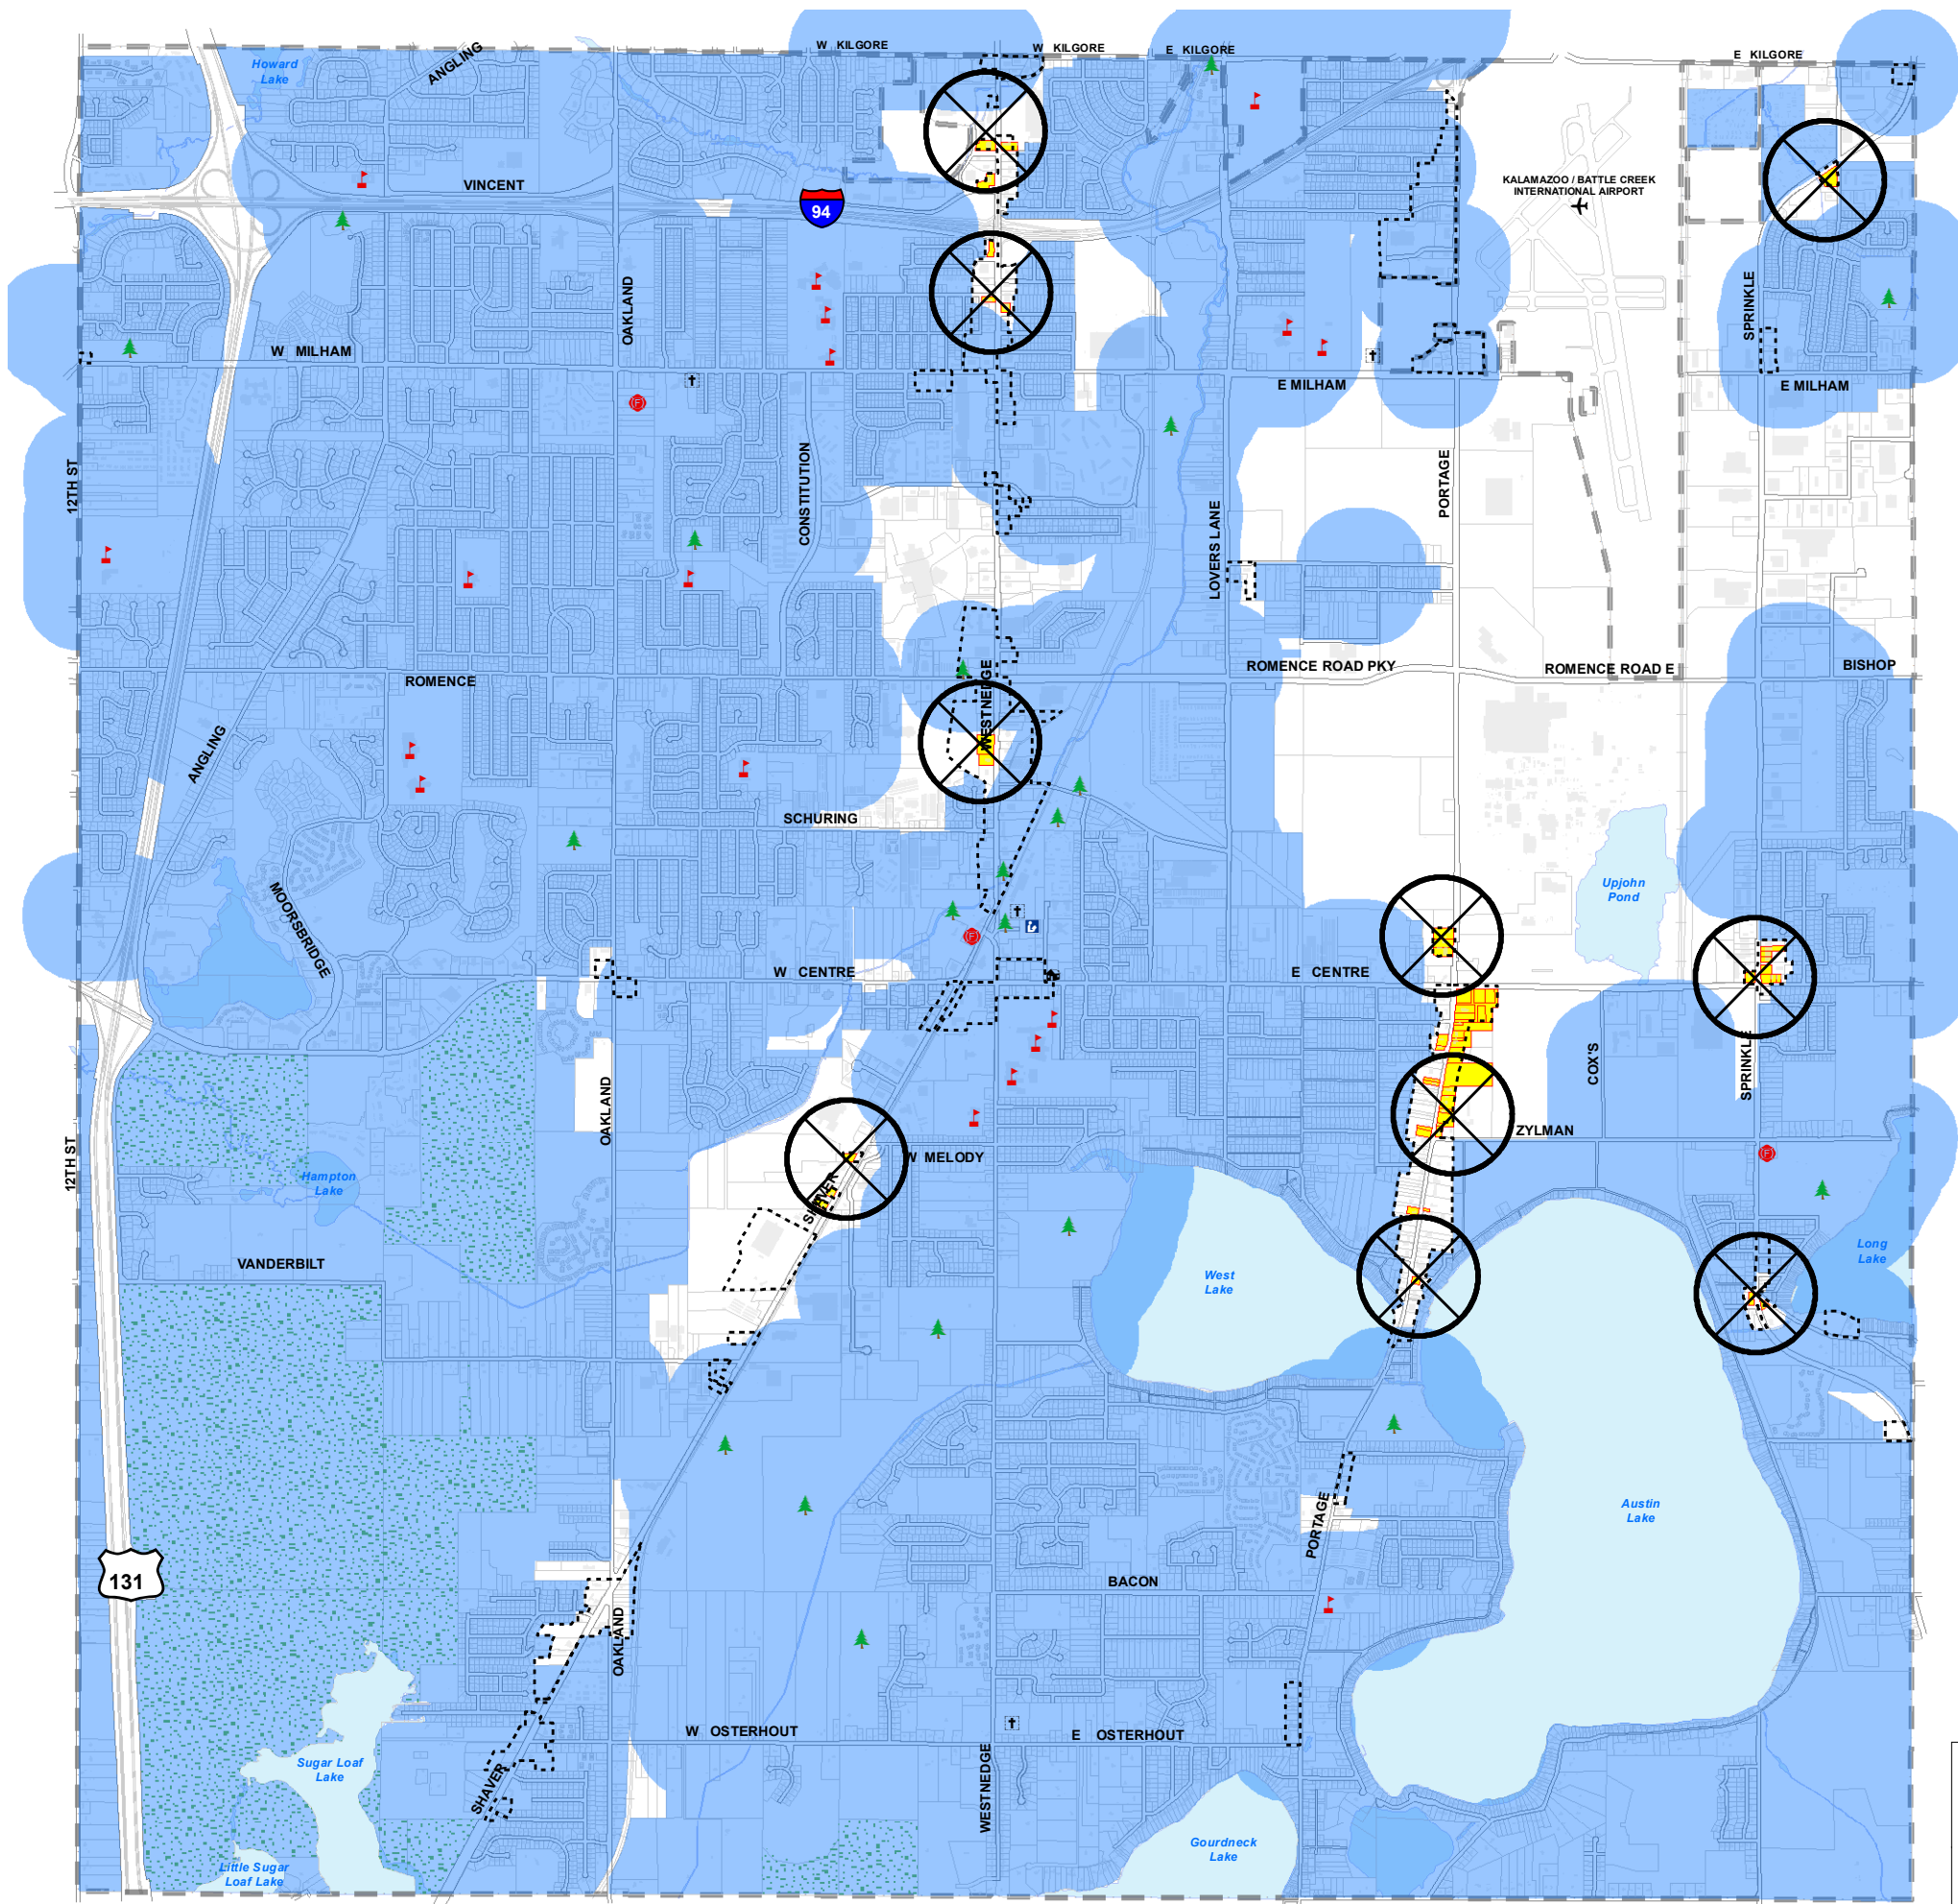 W KILGORE
W KILGORE
E KILGORE
E KILGORE
Howard
Lake
ANGLING
VINCENT
94
KALAMAZOO / BATTLE CREEK
INTERNATIONAL AIRPORT
OAKLAND
SPRINKLE
W MILHAM
E MILHAM
E MILHAM
12TH ST
CONSTITUTION
PORTAGE
LOVERS LANE
ROMENCE
WESTNEDGE
ROMENCE ROAD PKY
ROMENCE ROAD E
BISHOP
ANGLING
SCHURING
MOORSBRIDGE
Upjohn
Pond
W CENTRE
E CENTRE
OAKLAND
COX'S
SPRINKLE
12TH ST
W MELODY
ZYLMAN
Hampton
Lake
SHAVER
VANDERBILT
West
Lake
Long
Lake
Austin
Lake
PORTAGE
131
BACON
OAKLAND
W OSTERHOUT
E OSTERHOUT
Sugar Loaf
Lake
SHAVER
WESTNEDGE
Gourdneck
Lake
Little Sugar
Loaf Lake
F
F
F